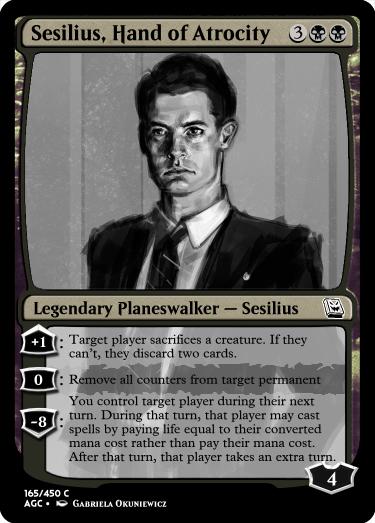 Sesilius, Hand of Atrocity 3
Legendary Planeswalker — Sesilius
+1 : Target player sacrifices a creature. If they
can't, they discard two cards.
0 : Remove all counters from target permanent
-8 : You control target player during their next
turn. During that turn, that player may cast
spells by paying life equal to their converted
mana cost rather than pay their mana cost.
After that turn, that player takes an extra turn.
4
165/450 C
AGC • Gabriela Okuniewicz